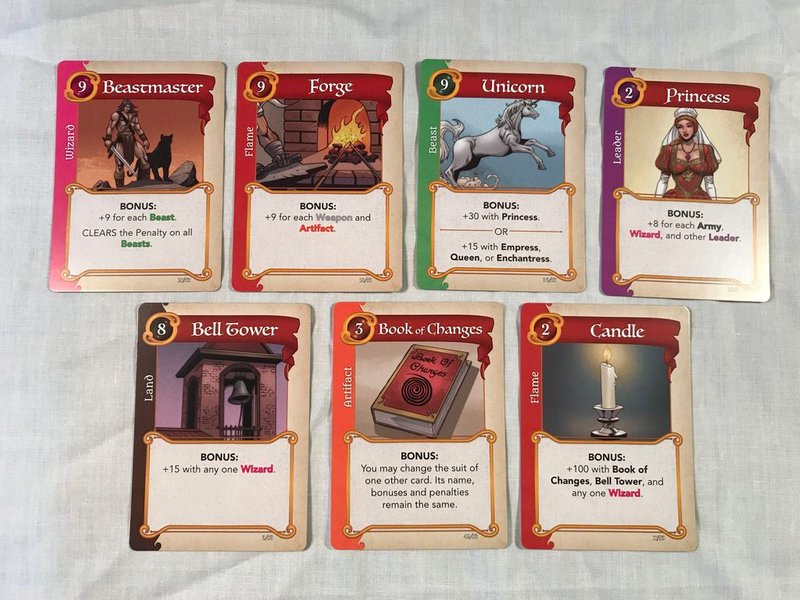 9 Beastmaster
Wizard
BONUS:
+9 for each Beast.
CLEARS the Penalty on all
Beasts.
9 Forge
Flame
BONUS:
+9 for each Weapon and
Artifact.
9 Unicorn
Beast
BONUS:
+30 with Princess.
OR
+15 with Empress,
Queen, or Enchantress.
2 Princess
Leader
BONUS:
+8 for each Army,
Wizard, and other Leader.
8 Bell Tower
Land
BONUS:
+15 with any one Wizard.
3 Book of Changes
Artifact
Book Of
Changes
BONUS:
You may change the suit of
one other card. Its name,
bonuses and penalties
remain the same.
2 Candle
Flame
BONUS:
+100 with Book of
Changes, Bell Tower, and
any one Wizard.